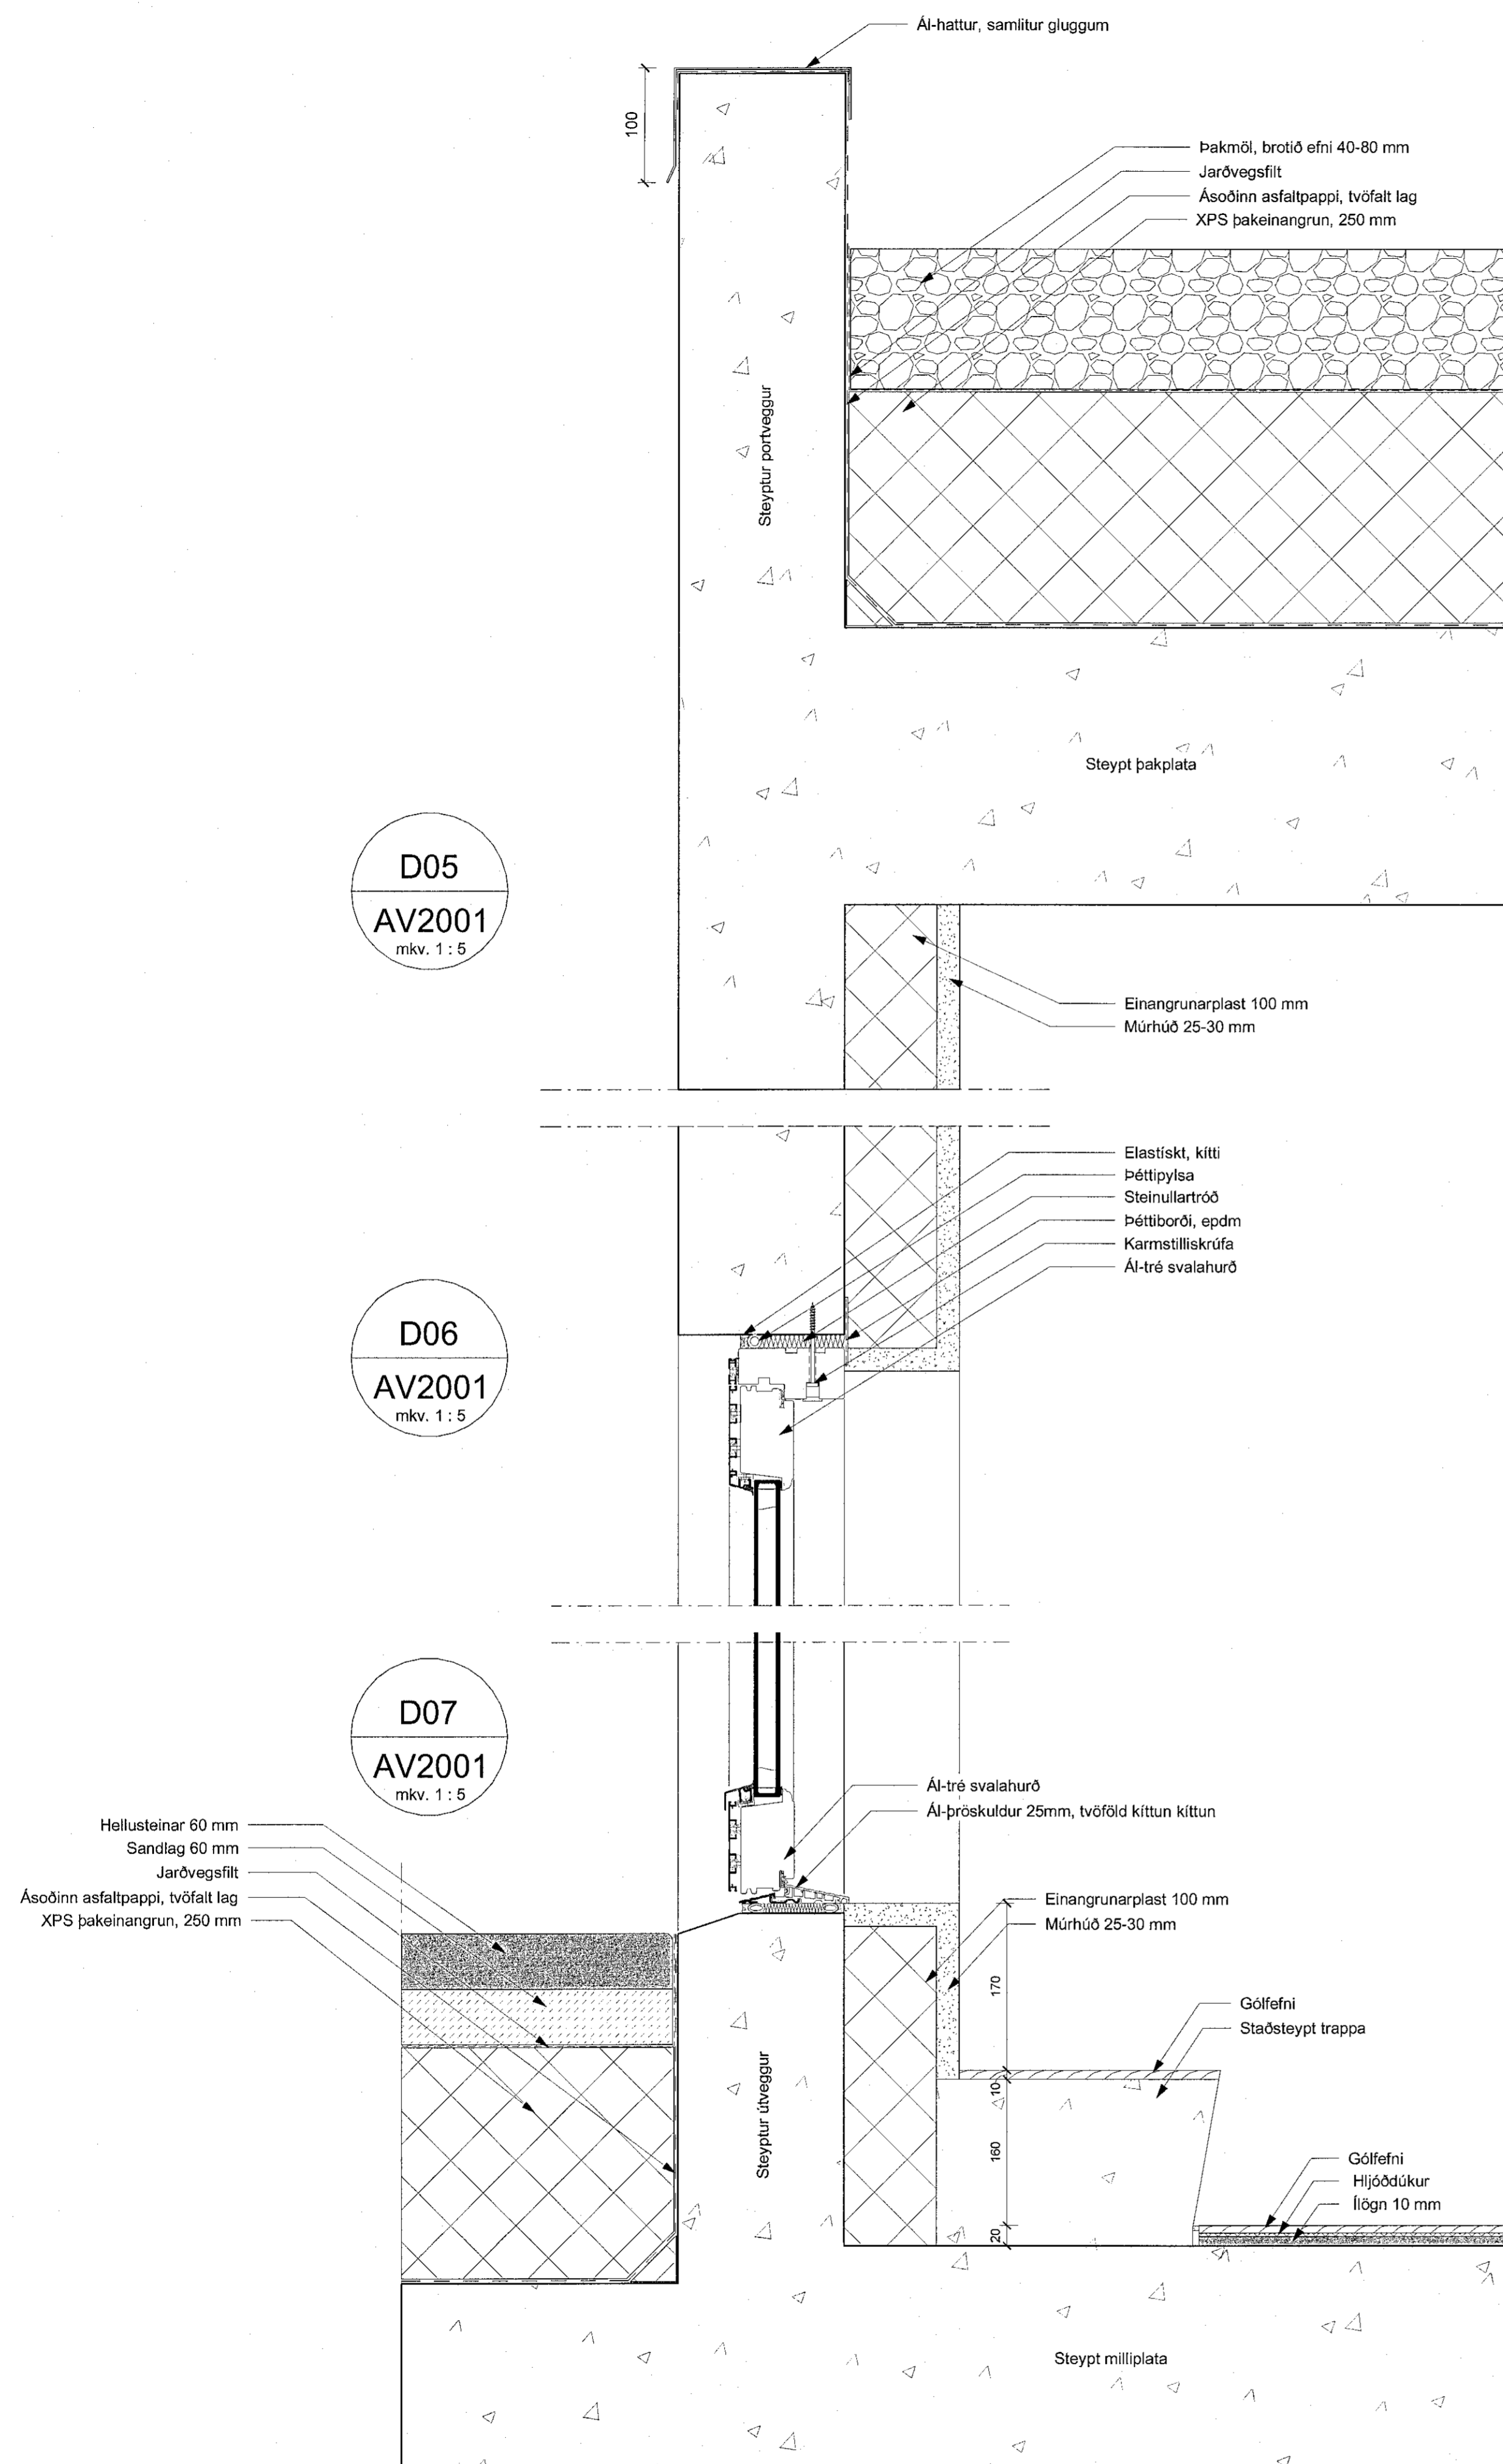 Ál-hattur, samlitur gluggum
100
Þakmöl, brotið efni 40-80 mm
Jarðvegsfilt
Ásoðinn asfaltpappi, tvöfalt lag
XPS þakeinangrun, 250 mm
Steyptur portveggur
Steypt þakplata
D05
AV2001
mkv. 1 : 5
Einangrunarplast 100 mm
Múrhúð 25-30 mm
Elastískt, kítti
Þéttipylsa
Steinullartróð
Þéttiborði, epdm
Karmstilliskrúfa
Ál-tré svalahurð
D06
AV2001
mkv. 1 : 5
D07
AV2001
mkv. 1 : 5
Ál-tré svalahurð
Ál-þröskuldur 25mm, tvöföld kíttun kíttun
Hellusteinar 60 mm
Sandlag 60 mm
Jarðvegsfilt
Ásoðinn asfaltpappi, tvöfalt lag
XPS þakeinangrun, 250 mm
Einangrunarplast 100 mm
Múrhúð 25-30 mm
170
Gólfefni
Staðsteypt trappa
10
160
20
Steyptur útveggur
Gólfefni
Hljóðdúkur
Ílögn 10 mm
Steypt milliplata